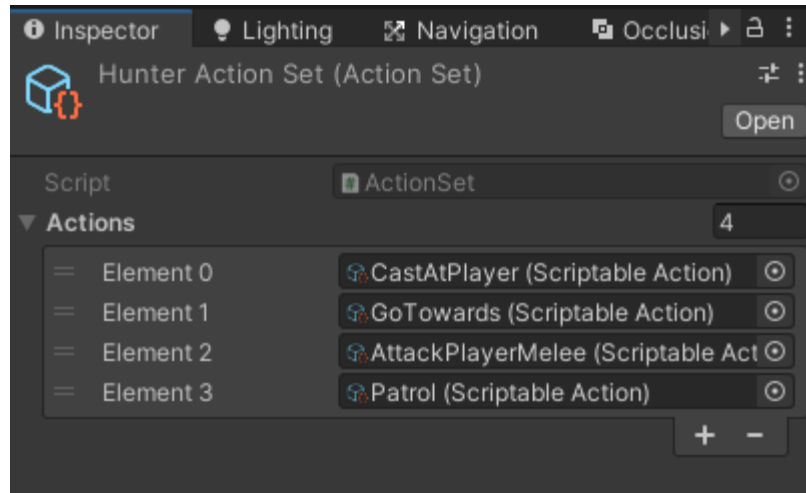 Inspector Lighting Navigation Occlusi
Hunter Action Set (Action Set)
Open
Script ActionSet
Actions 4
Element 0 CastAtPlayer (Scriptable Action)
Element 1 GoTowards (Scriptable Action)
Element 2 AttackPlayerMelee (Scriptable Act
Element 3 Patrol (Scriptable Action)
+ −